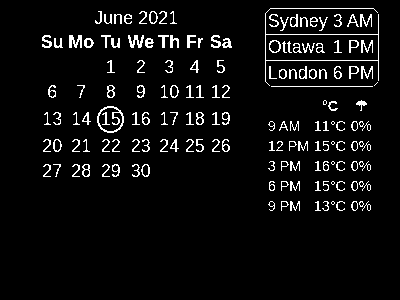 June 2021
Su Mo Tu We Th Fr Sa
1 2 3 4 5
6 7 8 9 10 11 12
13 14 15 16 17 18 19
20 21 22 23 24 25 26
27 28 29 30
Sydney 3 AM
Ottawa 1 PM
London 6 PM
°C ☂
9 AM 11°C 0%
12 PM 15°C 0%
3 PM 16°C 0%
6 PM 15°C 0%
9 PM 13°C 0%